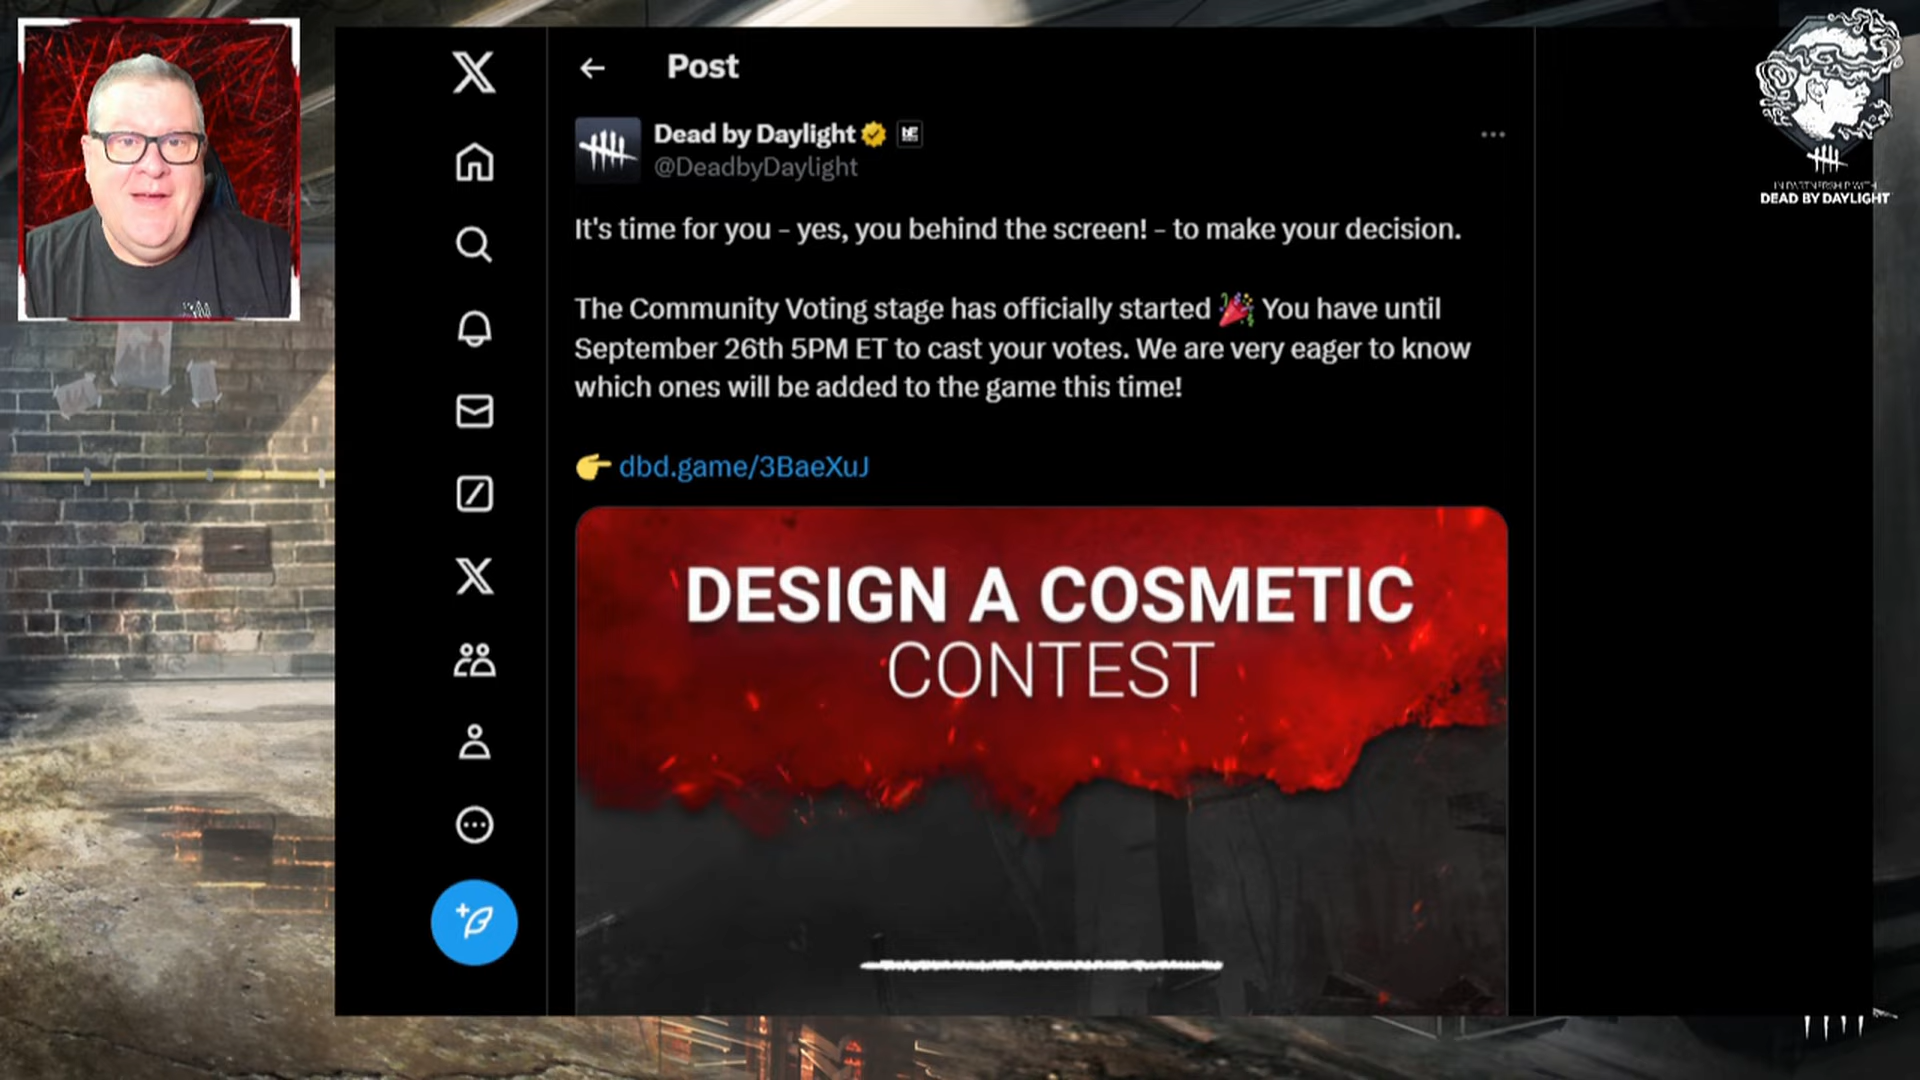 Post
Dead by Daylight
@DeadbyDaylight
It's time for you - yes, you behind the screen! - to make your decision.
The Community Voting stage has officially started 🎉 You have until
September 26th 5PM ET to cast your votes. We are very eager to know
which ones will be added to the game this time!
👉 dbd.game/3BaeXuJ
DESIGN A COSMETIC
CONTEST
IN PARTNERSHIP WITH
DEAD BY DAYLIGHT